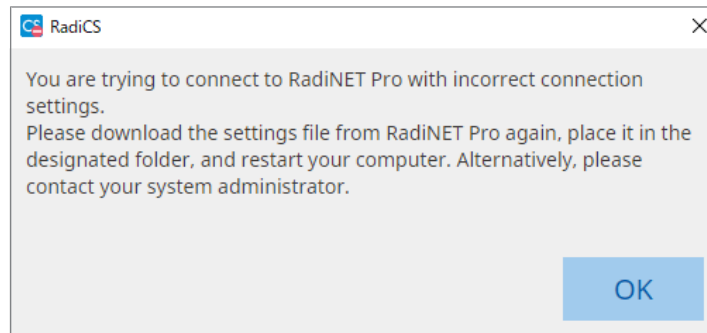 CS RadiCS
You are trying to connect to RadiNET Pro with incorrect connection
settings.
Please download the settings file from RadiNET Pro again, place it in the
designated folder, and restart your computer. Alternatively, please
contact your system administrator.
OK